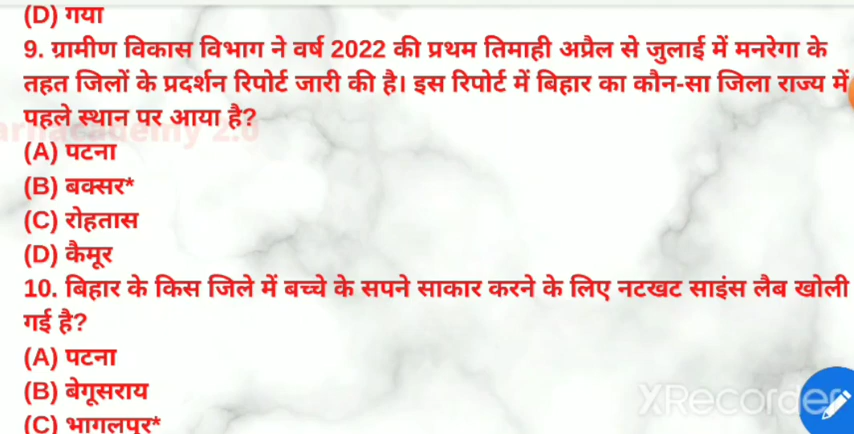 (D) गया
9. ग्रामीण विकास विभाग ने वर्ष 2022 की प्रथम तिमाही अप्रैल से जुलाई में मनरेगा के
तहत जिलों के प्रदर्शन रिपोर्ट जारी की है। इस रिपोर्ट में बिहार का कौन-सा जिला राज्य में
पहले स्थान पर आया है?
(A) पटना
(B) बक्सर*
(C) रोहतास
(D) कैमूर
10. बिहार के किस जिले में बच्चे के सपने साकार करने के लिए नटखट साइंस लैब खोली
गई है?
(A) पटना
(B) बेगूसराय
(C) भागलपुर*
XRecorder